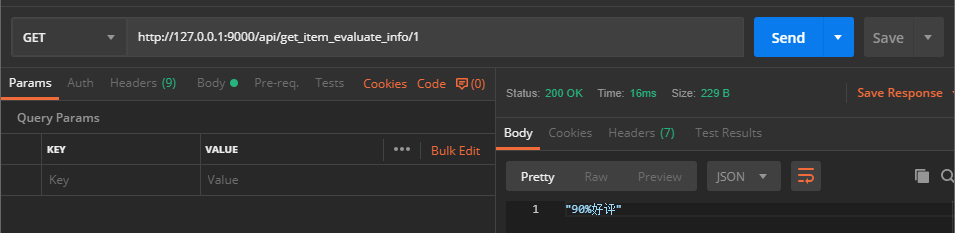 GET http://127.0.0.1:9000/api/get_item_evaluate_info/1 Send Save
Params Auth Headers (9) Body Pre-req. Tests Cookies Code (0)
Query Params
KEY VALUE ••• Bulk Edit
Key Value
Status: 200 OK Time: 16ms Size: 229 B Save Response
Body Cookies Headers (7) Test Results
Pretty Raw Preview JSON
1 "90%好评"